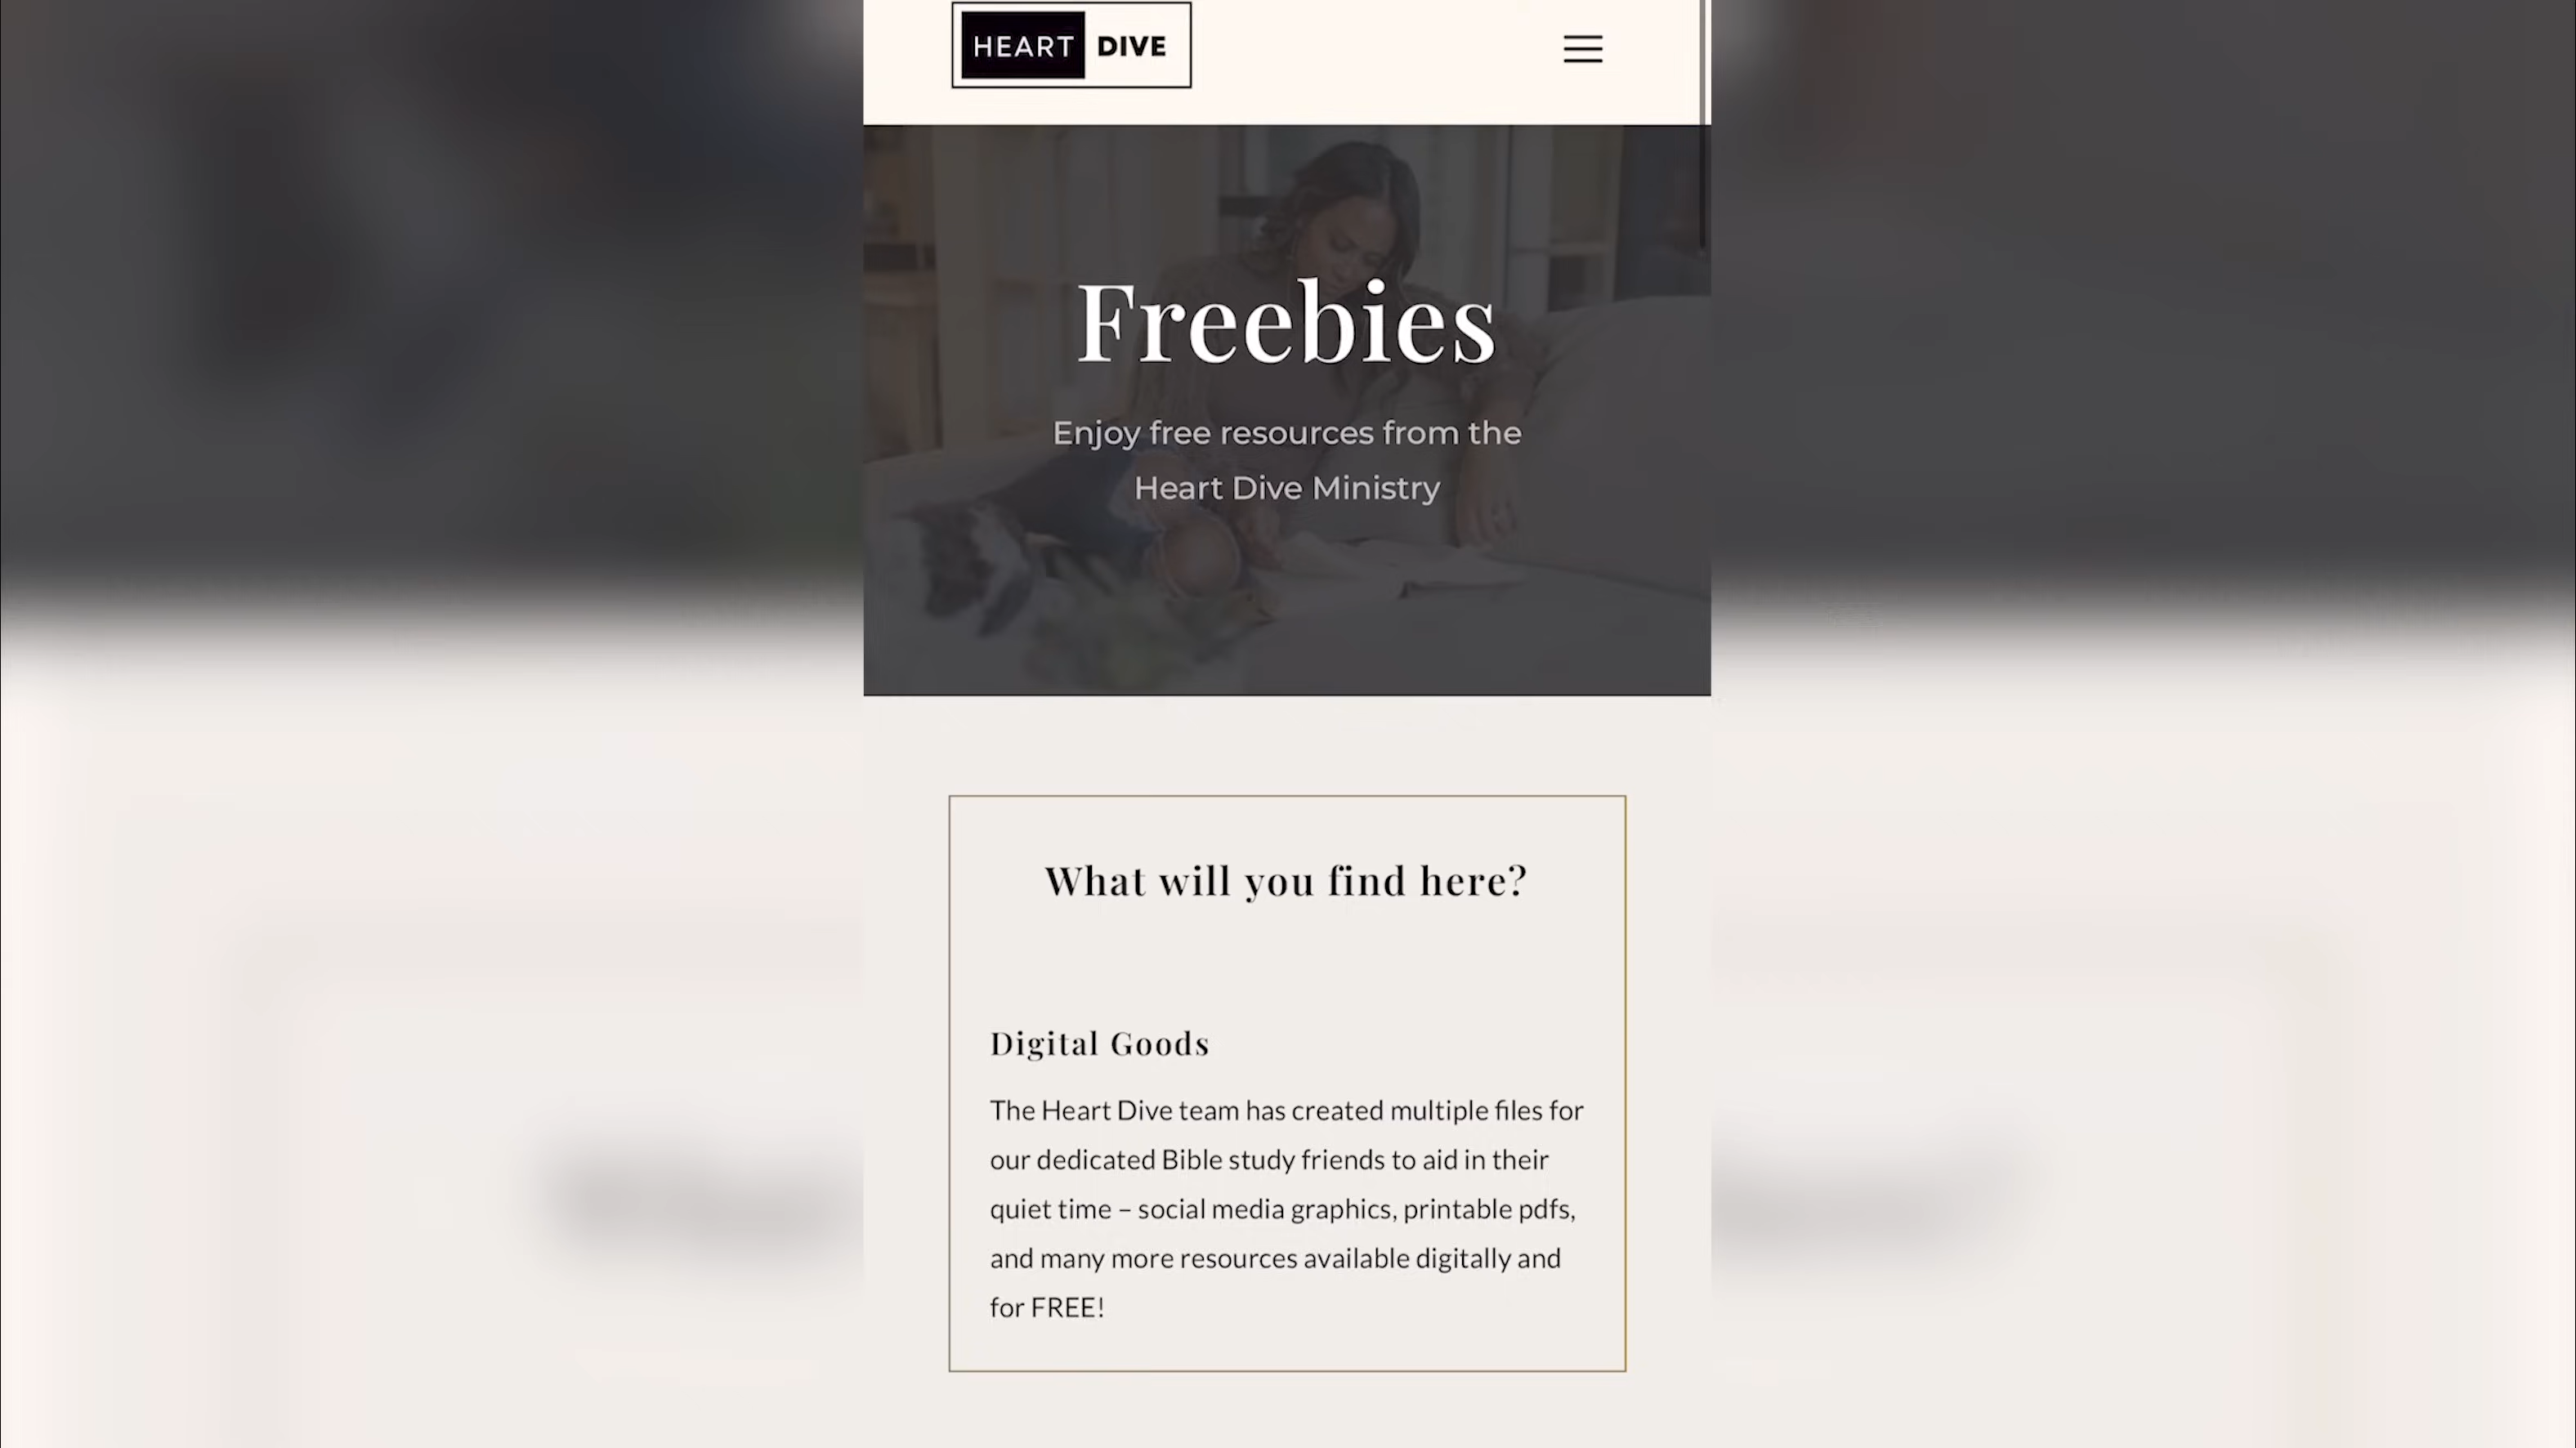 HEART DIVE
Freebies
Enjoy free resources from the
Heart Dive Ministry
What will you find here?
Digital Goods
The Heart Dive team has created multiple files for
our dedicated Bible study friends to aid in their
quiet time – social media graphics, printable pdfs,
and many more resources available digitally and
for FREE!